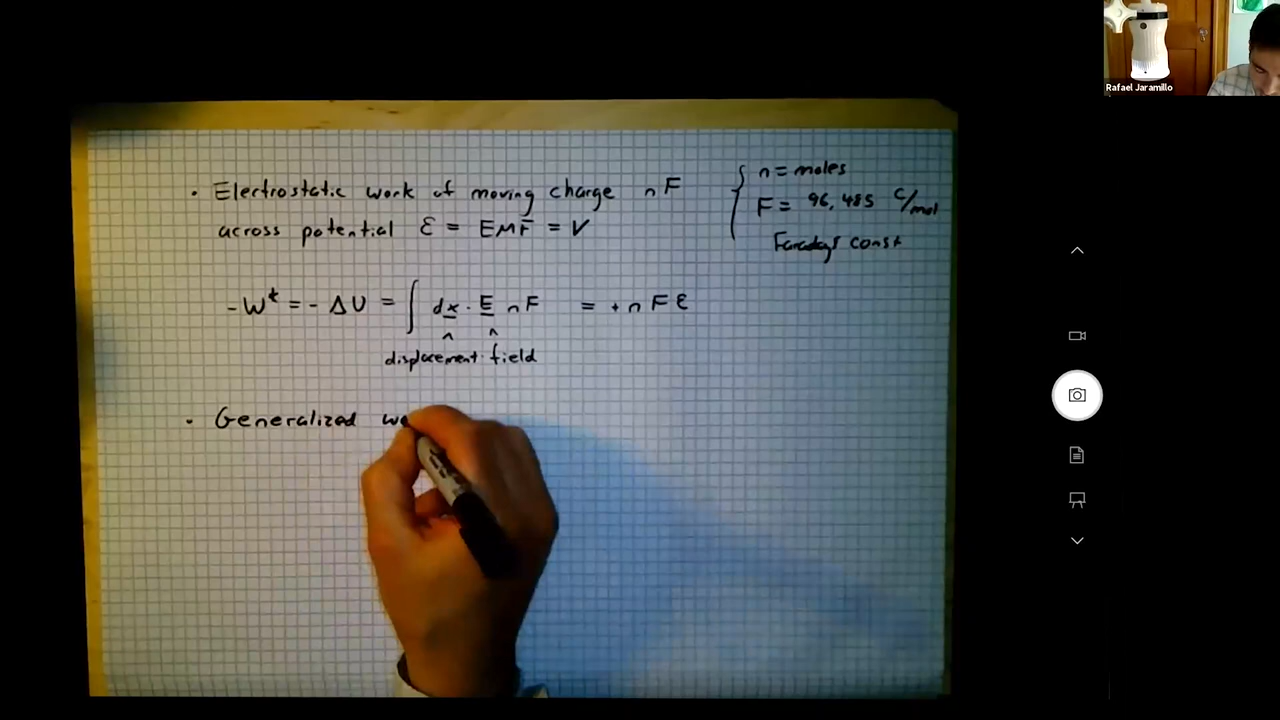 • Electrostatic work of moving charge nF
across potential ℰ = EMF = V
{ n = moles
F = 96,485 C/mol
Faraday's const
-W^t = - ΔU = ∫ dx · E nF = + n F ℰ
^ ^
displacement · field
• Generalized wo
Rafael Jaramillo